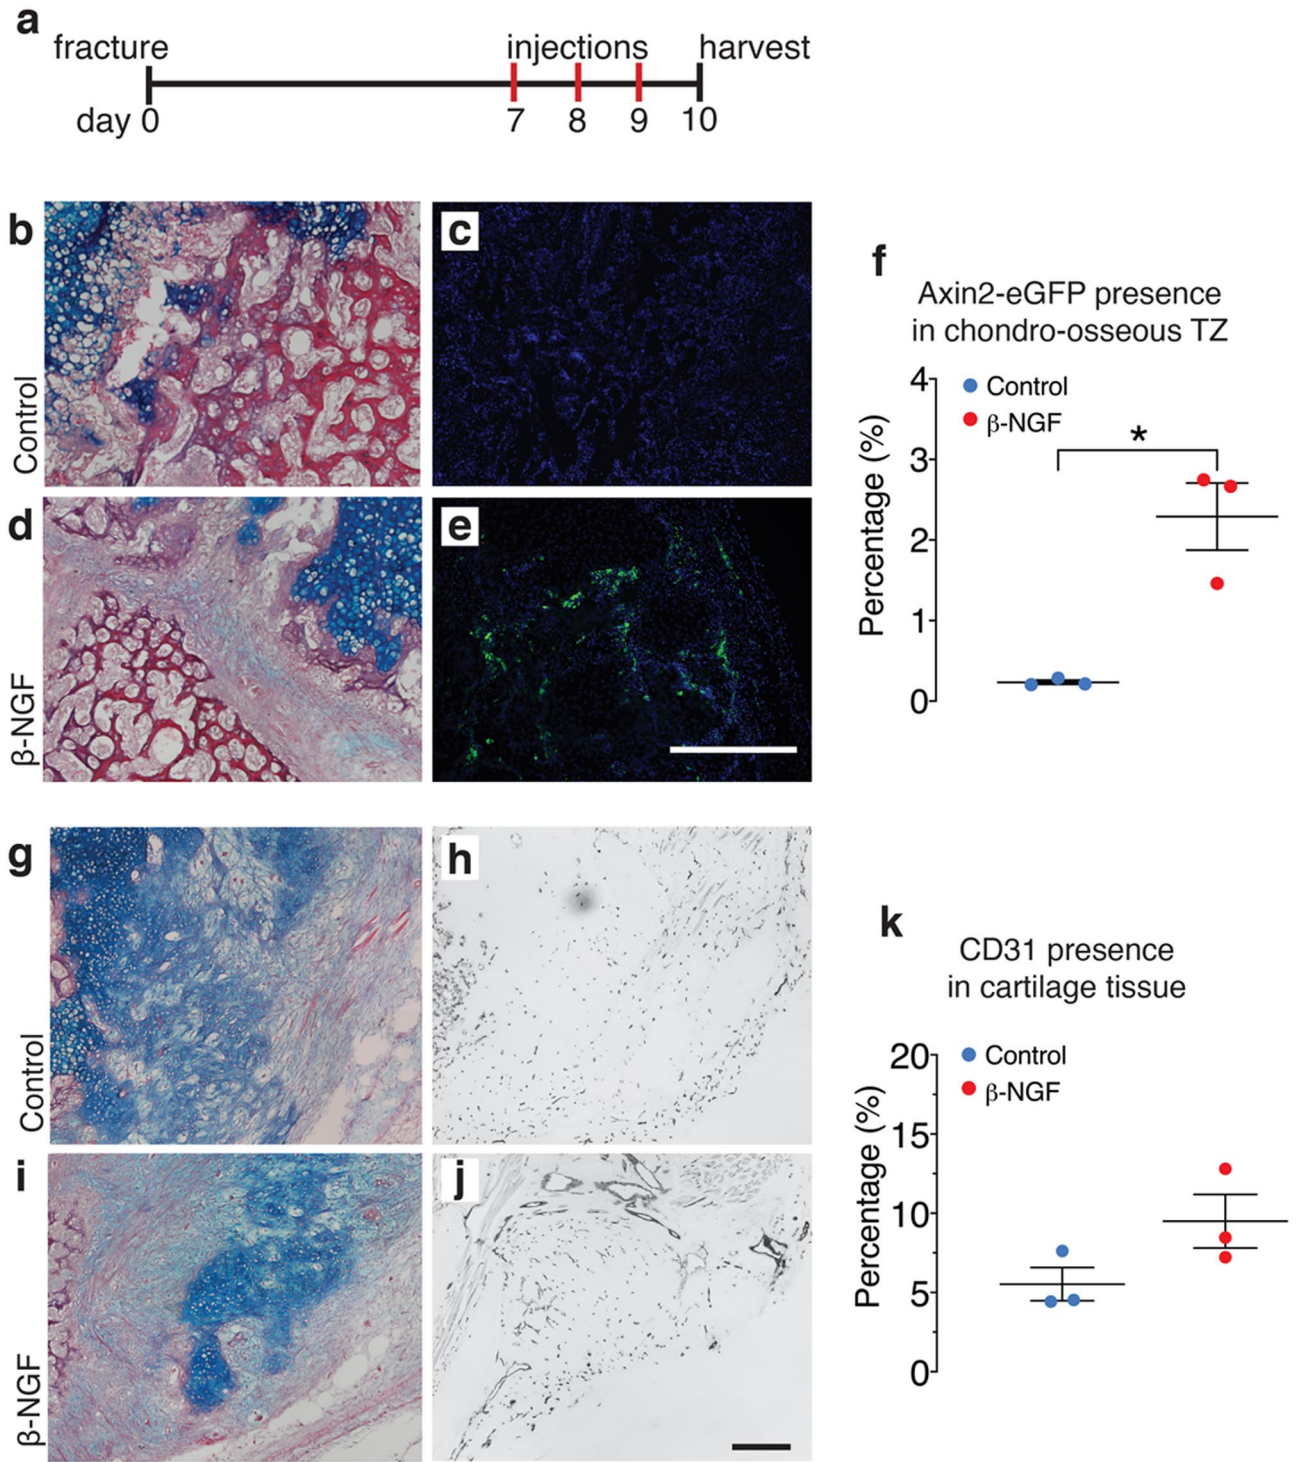 a
fracture injections harvest
day 0 7 8 9 10
b
Control
c
d
β-NGF
e
f
Axin2-eGFP presence
in chondro-osseous TZ
Percentage (%)
4
3
2
1
0
Control
β-NGF
*
g
Control
h
i
β-NGF
j
k
CD31 presence
in cartilage tissue
Percentage (%)
20
15
10
5
0
Control
β-NGF